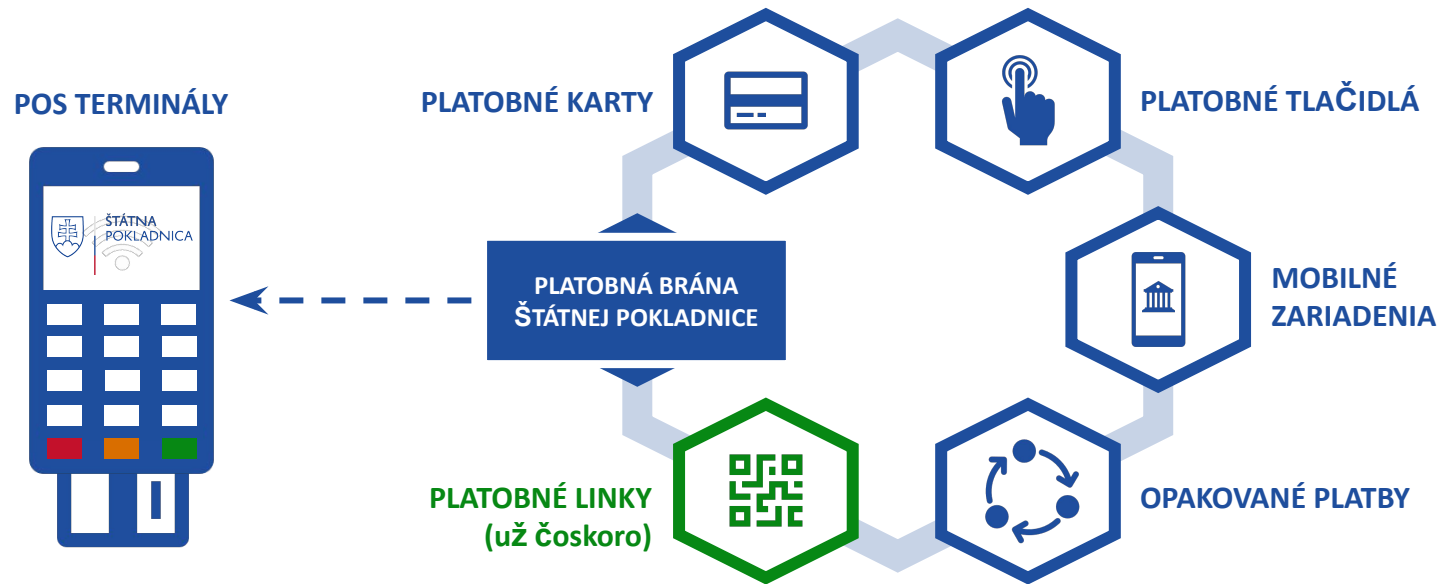 POS TERMINÁLY
ŠTÁTNA
POKLADNICA
PLATOBNÁ BRÁNA
ŠTÁTNEJ POKLADNICE
PLATOBNÉ KARTY
PLATOBNÉ TLAČIDLÁ
MOBILNÉ
ZARIADENIA
OPAKOVANÉ PLATBY
PLATOBNÉ LINKY
(už čoskoro)